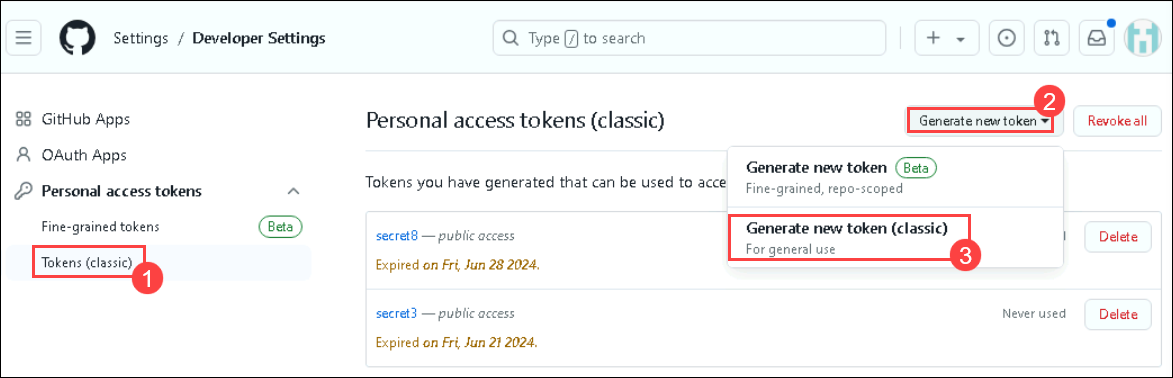 Settings / Developer Settings
Type / to search
GitHub Apps
OAuth Apps
Personal access tokens
Fine-grained tokens Beta
Tokens (classic)
1
Personal access tokens (classic)
Generate new token
2
Revoke all
Generate new token Beta
Fine-grained, repo-scoped
Generate new token (classic)
For general use
3
Tokens you have generated that can be used to acce
secret8 — public access
Delete
Expired on Fri, Jun 28 2024.
secret3 — public access
Never used
Delete
Expired on Fri, Jun 21 2024.